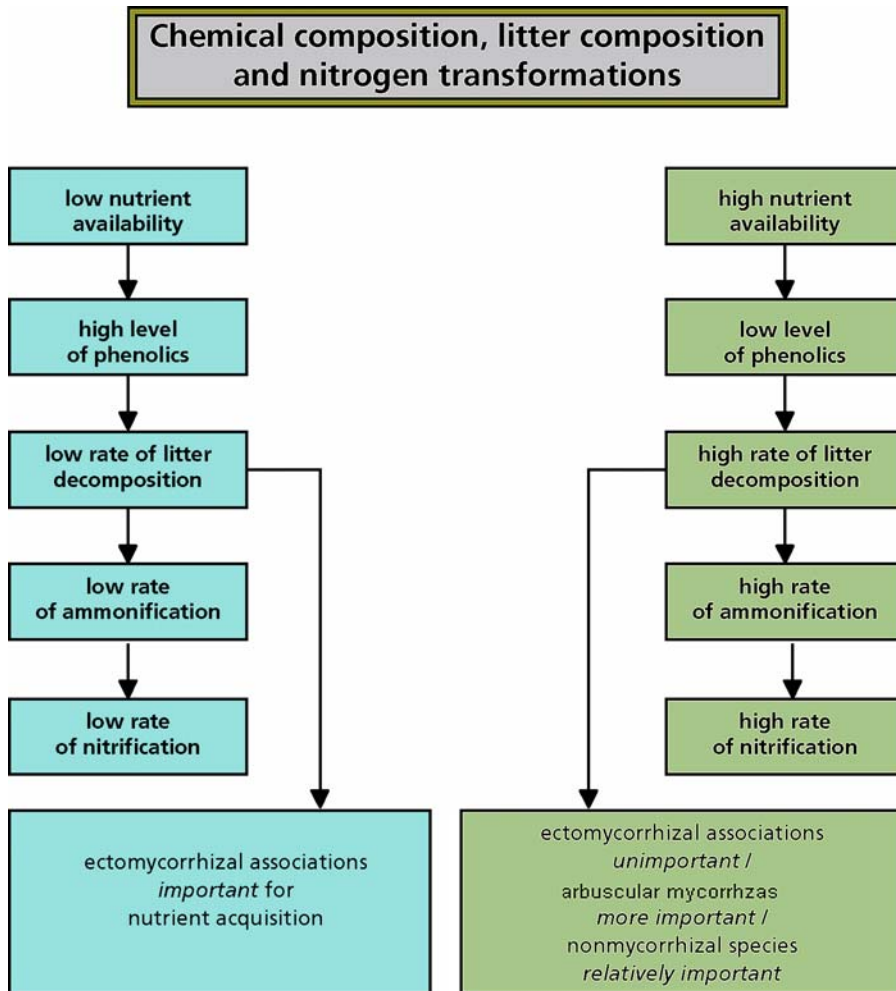 Chemical composition, litter composition
and nitrogen transformations
low nutrient
availability
high level
of phenolics
low rate of litter
decomposition
low rate
of ammonification
low rate
of nitrification
ectomycorrhizal associations
important for
nutrient acquisition
high nutrient
availability
low level
of phenolics
high rate of litter
decomposition
high rate
of ammonification
high rate
of nitrification
ectomycorrhizal associations
unimportant /
arbuscular mycorrhzas
more important /
nonmycorrhizal species
relatively important